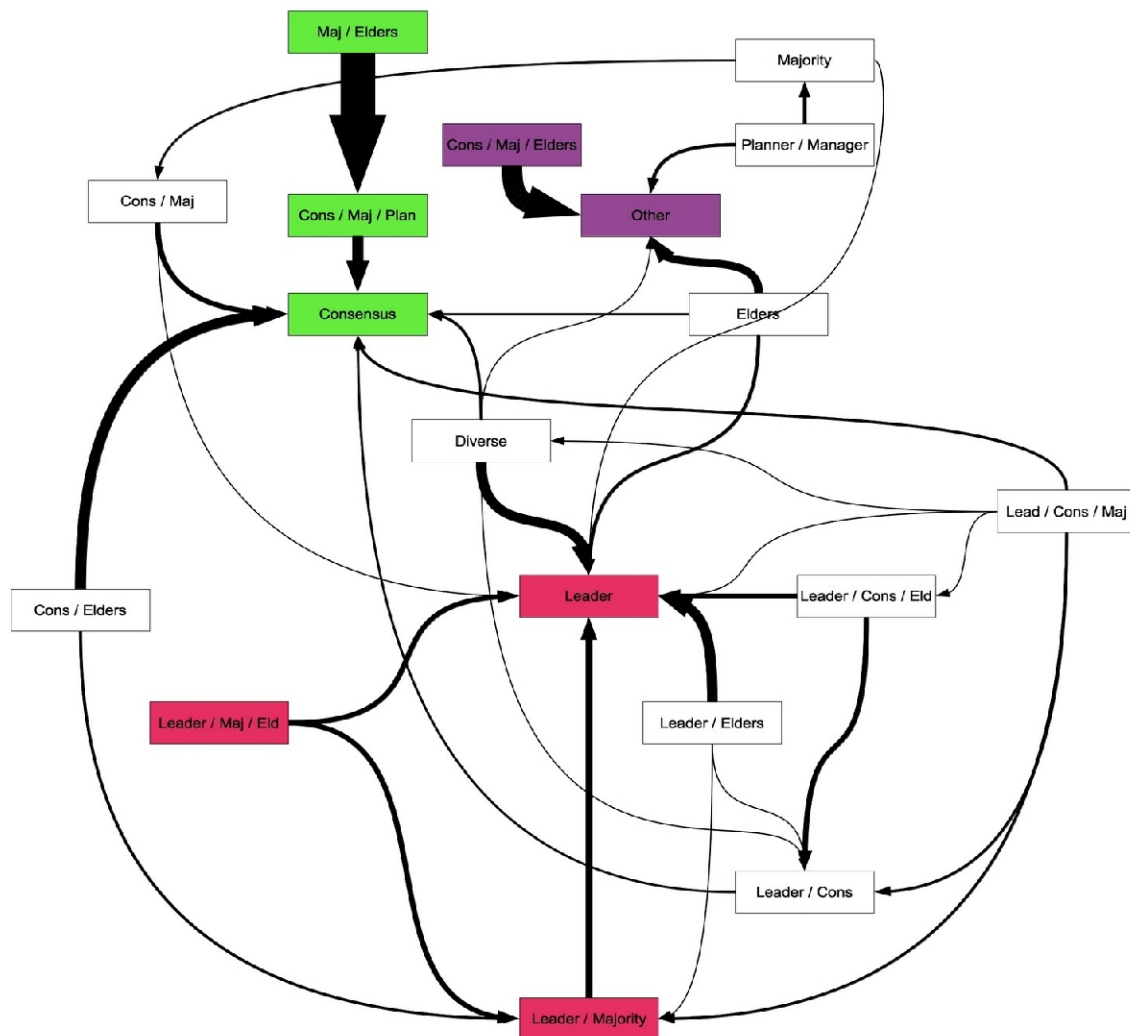 Maj / Elders
Majority
Cons / Maj / Elders
Planner / Manager
Cons / Maj
Cons / Maj / Plan
Other
Consensus
Elders
Diverse
Lead / Cons / Maj
Leader
Leader / Cons / Eld
Cons / Elders
Leader / Maj / Eld
Leader / Elders
Leader / Cons
Leader / Majority